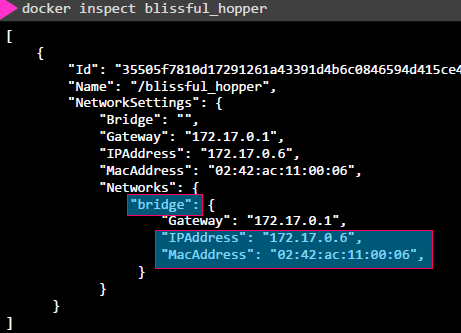 docker inspect blissful_hopper
[
{
"Id": "35505f7810d17291261a43391d4b6c0846594d415ce4
"Name": "/blissful_hopper",
"NetworkSettings": {
"Bridge": "",
"Gateway": "172.17.0.1",
"IPAddress": "172.17.0.6",
"MacAddress": "02:42:ac:11:00:06",
"Networks": {
"bridge": {
"Gateway": "172.17.0.1",
"IPAddress": "172.17.0.6",
"MacAddress": "02:42:ac:11:00:06",
}
}
}
]